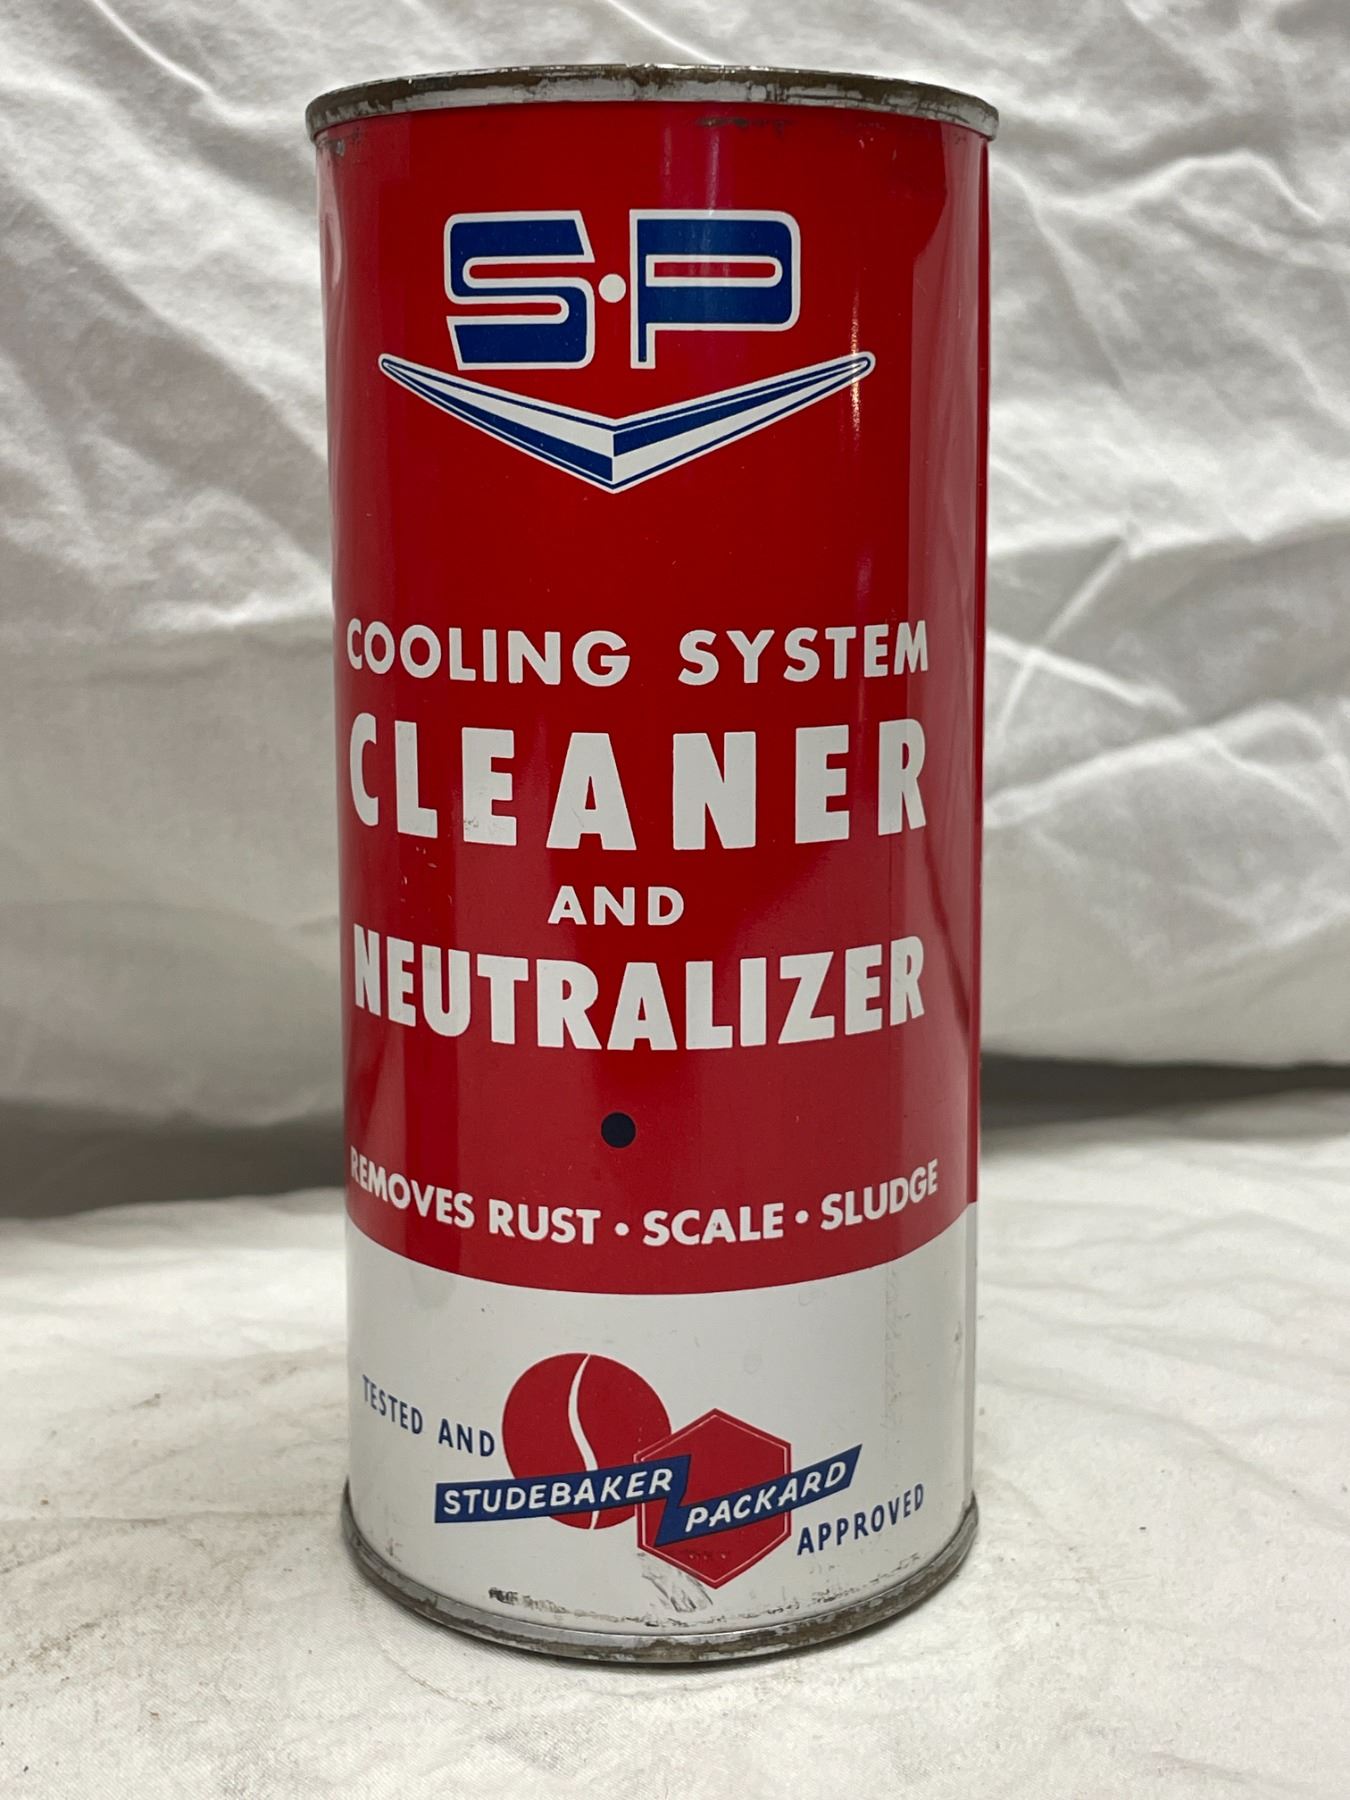 S·P
COOLING SYSTEM
CLEANER
AND
NEUTRALIZER
REMOVES RUST · SCALE · SLUDGE
TESTED AND
STUDEBAKER
PACKARD
APPROVED